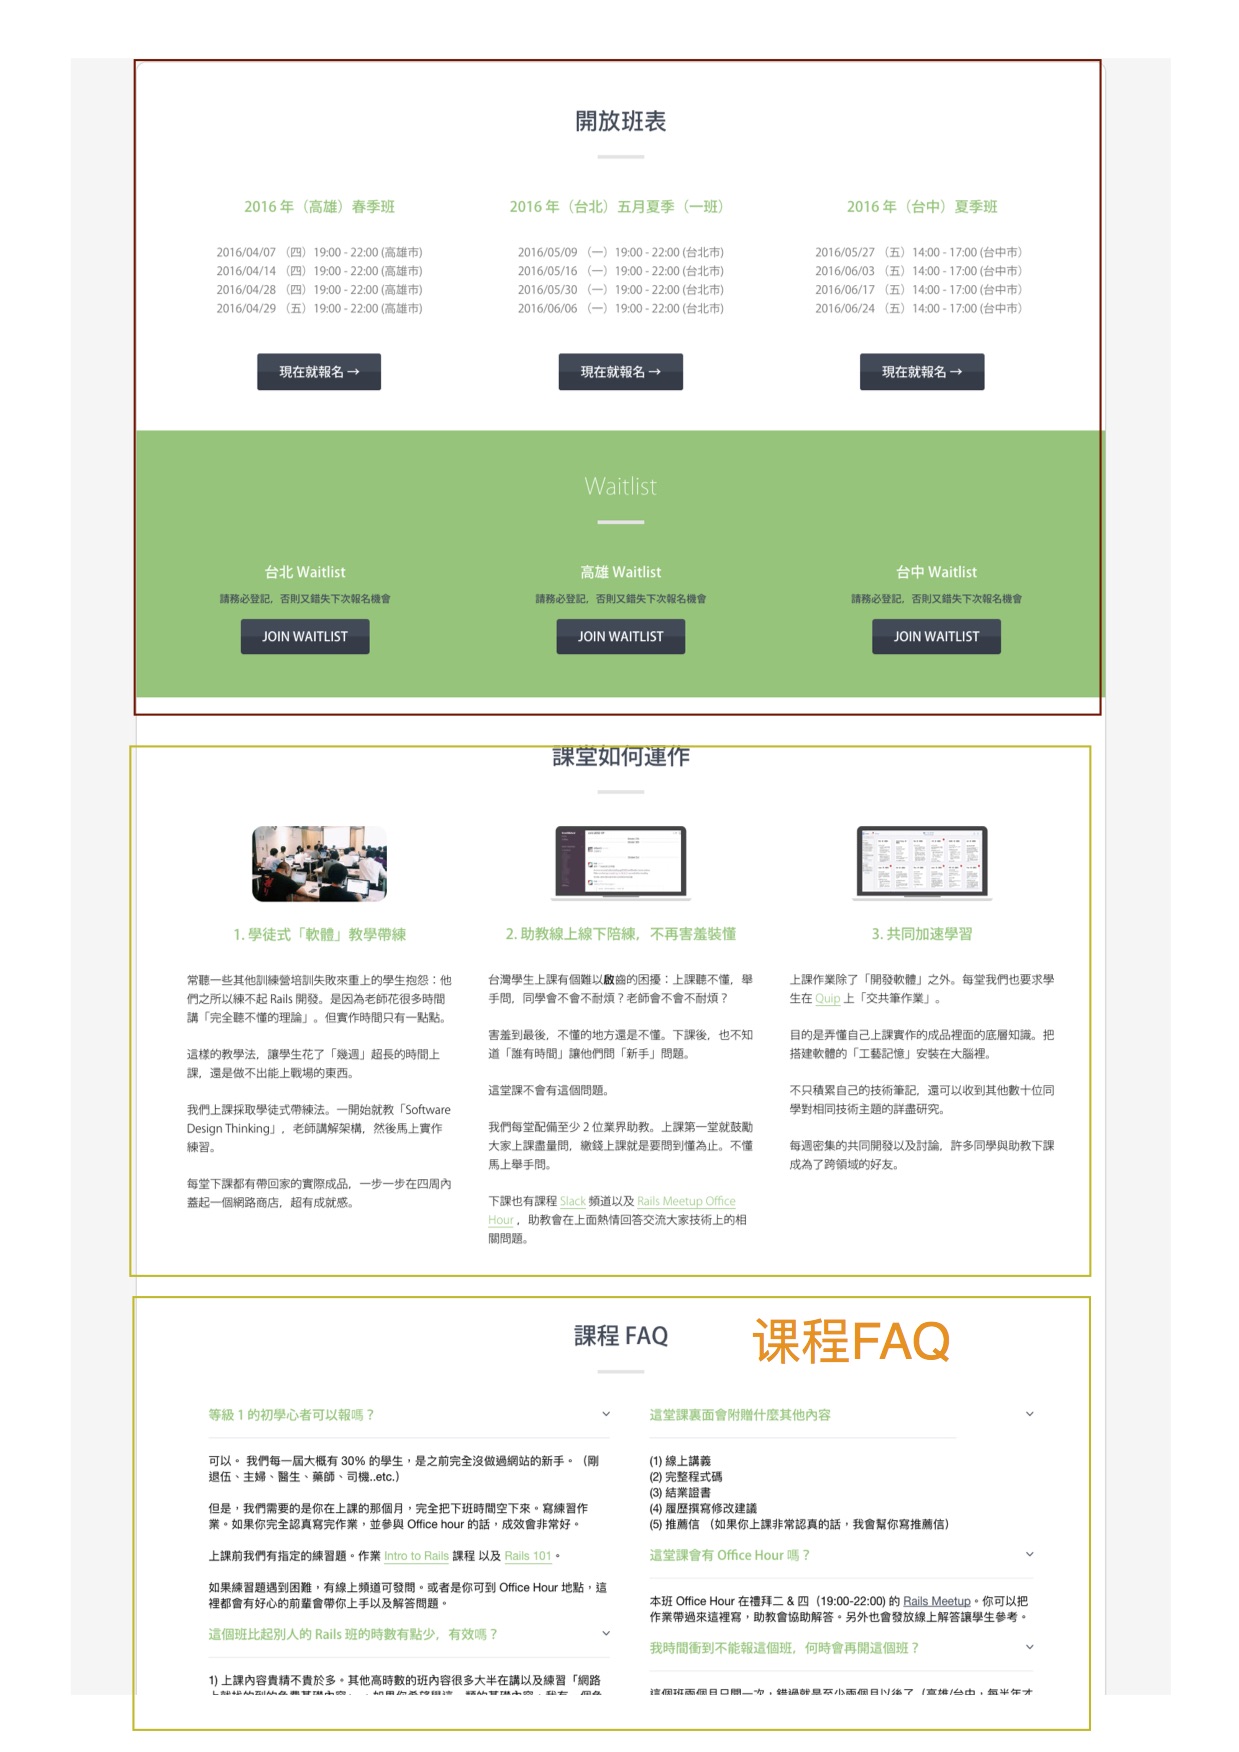 開放班表
2016 年（高雄）春季班
2016/04/07 （四）19:00 - 22:00 (高雄市)
2016/04/14 （四）19:00 - 22:00 (高雄市)
2016/04/28 （四）19:00 - 22:00 (高雄市)
2016/04/29 （五）19:00 - 22:00 (高雄市)
現在就報名 →
2016 年（台北）五月夏季（一班）
2016/05/09 （一）19:00 - 22:00 (台北市)
2016/05/16 （一）19:00 - 22:00 (台北市)
2016/05/30 （一）19:00 - 22:00 (台北市)
2016/06/06 （一）19:00 - 22:00 (台北市)
現在就報名 →
2016 年（台中）夏季班
2016/05/27 （五）14:00 - 17:00 (台中市）
2016/06/03 （五）14:00 - 17:00 (台中市）
2016/06/17 （五）14:00 - 17:00 (台中市）
2016/06/24 （五）14:00 - 17:00 (台中市）
現在就報名 →
Waitlist
台北 Waitlist
請務必登記，否則又錯失下次報名機會
JOIN WAITLIST
高雄 Waitlist
請務必登記，否則又錯失下次報名機會
JOIN WAITLIST
台中 Waitlist
請務必登記，否則又錯失下次報名機會
JOIN WAITLIST
課堂如何運作
1. 學徒式「軟體」教學帶練
常聽一些其他訓練營培訓失敗來重上的學生抱怨：他
們之所以練不起 Rails 開發。是因為老師花很多時間
講「完全聽不懂的理論」。但實作時間只有一點點。
這樣的教學法，讓學生花了「幾週」超長的時間上
課，還是做不出能上戰場的東西。
我們上課採取學徒式帶練法。一開始就教「Software
Design Thinking」，老師講解架構，然後馬上實作
練習。
每堂下課都有帶回家的實際成品，一步一步在四周內
蓋起一個網路商店，超有成就感。
2. 助教線上線下陪練，不再害羞裝懂
台灣學生上課有個難以啟齒的困擾：上課聽不懂，舉
手問，同學會不會不耐煩？老師會不會不耐煩？
害羞到最後，不懂的地方還是不懂。下課後，也不知
道「誰有時間」讓他們問「新手」問題。
這堂課不會有這個問題。
我們每堂配備至少 2 位業界助教。上課第一堂就鼓勵
大家上課盡量問，繳錢上課就是要問到懂為止。不懂
馬上舉手問。
下課也有課程 Slack 頻道以及 Rails Meetup Office
Hour ，助教會在上面熱情回答交流大家技術上的相
關問題。
3. 共同加速學習
上課作業除了「開發軟體」之外。每堂我們也要求學
生在 Quip 上「交共筆作業」。
目的是弄懂自己上課實作的成品裡面的底層知識。把
搭建軟體的「工藝記憶」安裝在大腦裡。
不只積累自己的技術筆記，還可以收到其他數十位同
學對相同技術主題的詳盡研究。
每週密集的共同開發以及討論，許多同學與助教下課
成為了跨領域的好友。
課程 FAQ
课程FAQ
等級 1 的初學心者可以報嗎？
可以。 我們每一屆大概有 30% 的學生，是之前完全沒做過網站的新手。（剛
退伍、主婦、醫生、藥師、司機..etc.）
但是，我們需要的是你在上課的那個月，完全把下班時間空下來。寫練習作
業。如果你完全認真寫完作業，並參與 Office hour 的話，成效會非常好。
上課前我們有指定的練習題。作業 Intro to Rails 課程 以及 Rails 101。
如果練習題遇到困難，有線上頻道可發問。或者是你可到 Office Hour 地點，這
裡都會有好心的前輩會帶你上手以及解答問題。
這個班比起別人的 Rails 班的時數有點少，有效嗎？
1) 上課內容貴精不貴於多。其他高時數的班內容很多大半在講以及練習「網路
這堂課裏面會附贈什麼其他內容
(1) 線上講義
(2) 完整程式碼
(3) 結業證書
(4) 履歷撰寫修改建議
(5) 推薦信 （如果你上課非常認真的話，我會幫你寫推薦信）
這堂課會有 Office Hour 嗎？
本班 Office Hour 在禮拜二 & 四（19:00-22:00) 的 Rails Meetup。你可以把
作業帶過來這裡寫，助教會協助解答。另外也會發放線上解答讓學生參考。
我時間衝到不能報這個班，何時會再開這個班？
這個班兩個月只開一次，錯過就是至少兩個月以後了（高雄/台中，每半年才